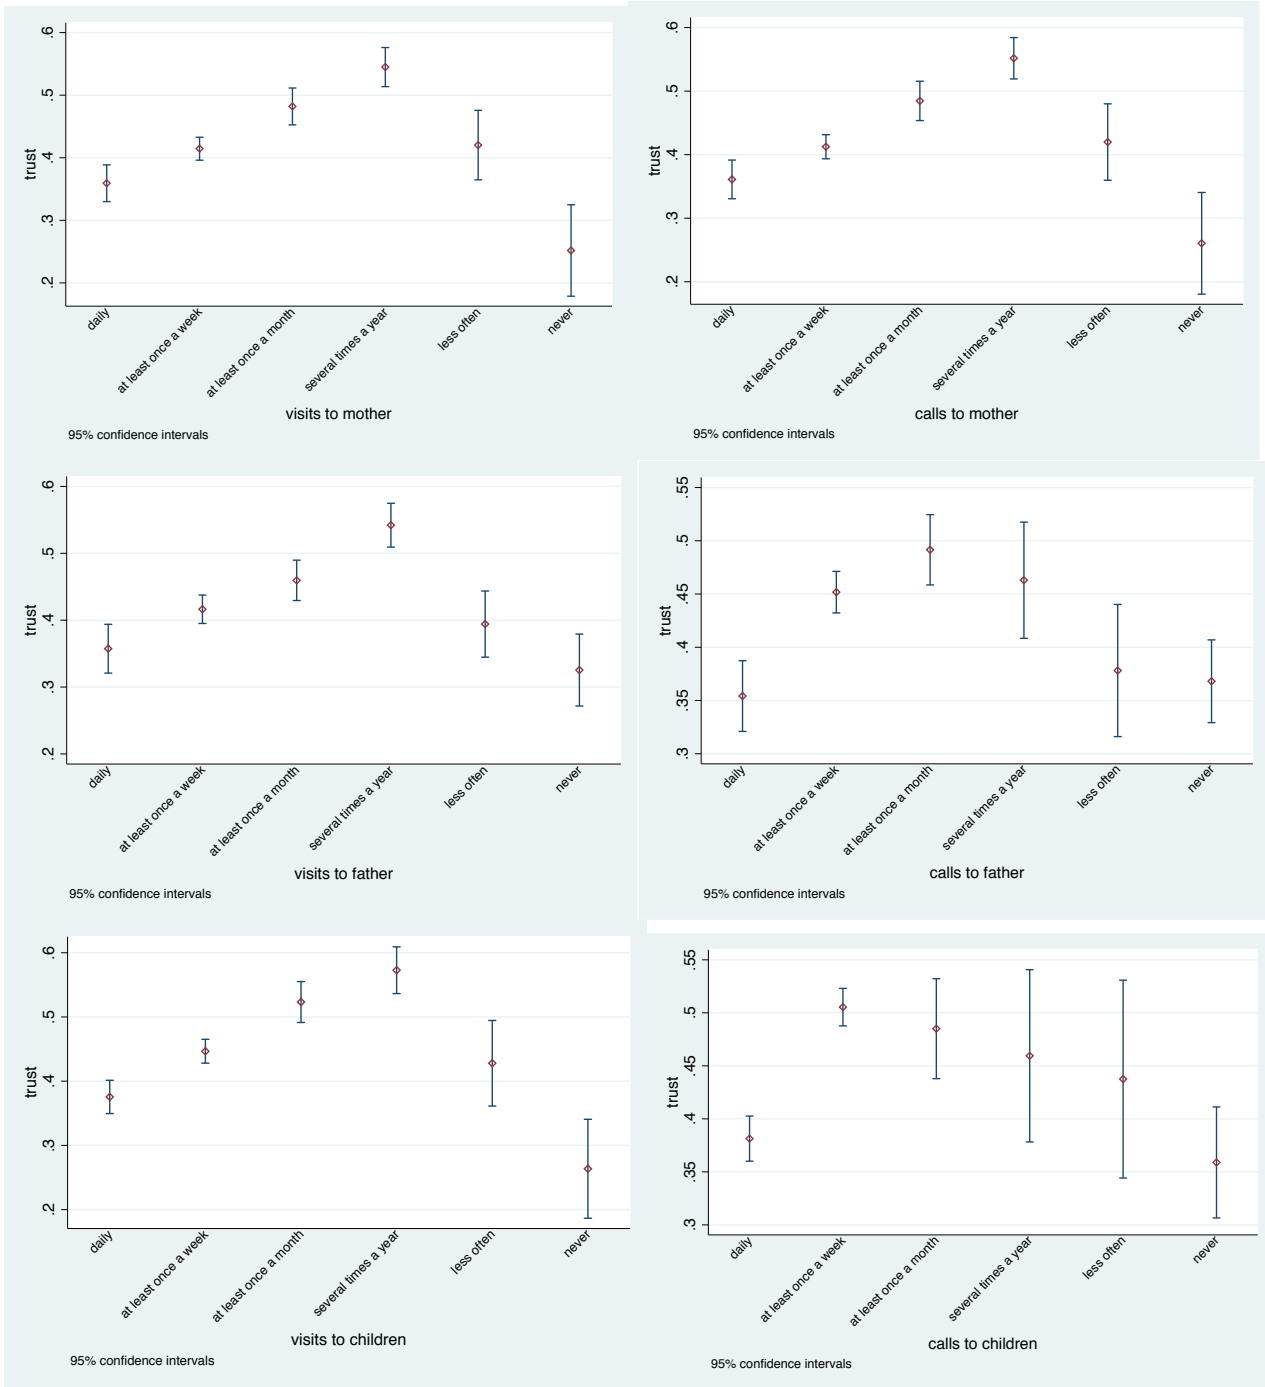 .6
.5
.4
.3
.2
trust
daily
at least once a week
at least once a month
several times a year
less often
never
visits to mother
95% confidence intervals
.6
.5
.4
.3
.2
trust
daily
at least once a week
at least once a month
several times a year
less often
never
calls to mother
95% confidence intervals
.6
.5
.4
.3
.2
trust
daily
at least once a week
at least once a month
several times a year
less often
never
visits to father
95% confidence intervals
.55
.5
.45
.4
.35
.3
trust
daily
at least once a week
at least once a month
several times a year
less often
never
calls to father
95% confidence intervals
.6
.5
.4
.3
.2
trust
daily
at least once a week
at least once a month
several times a year
less often
never
visits to children
95% confidence intervals
.55
.5
.45
.4
.35
.3
trust
daily
at least once a week
at least once a month
several times a year
less often
never
calls to children
95% confidence intervals